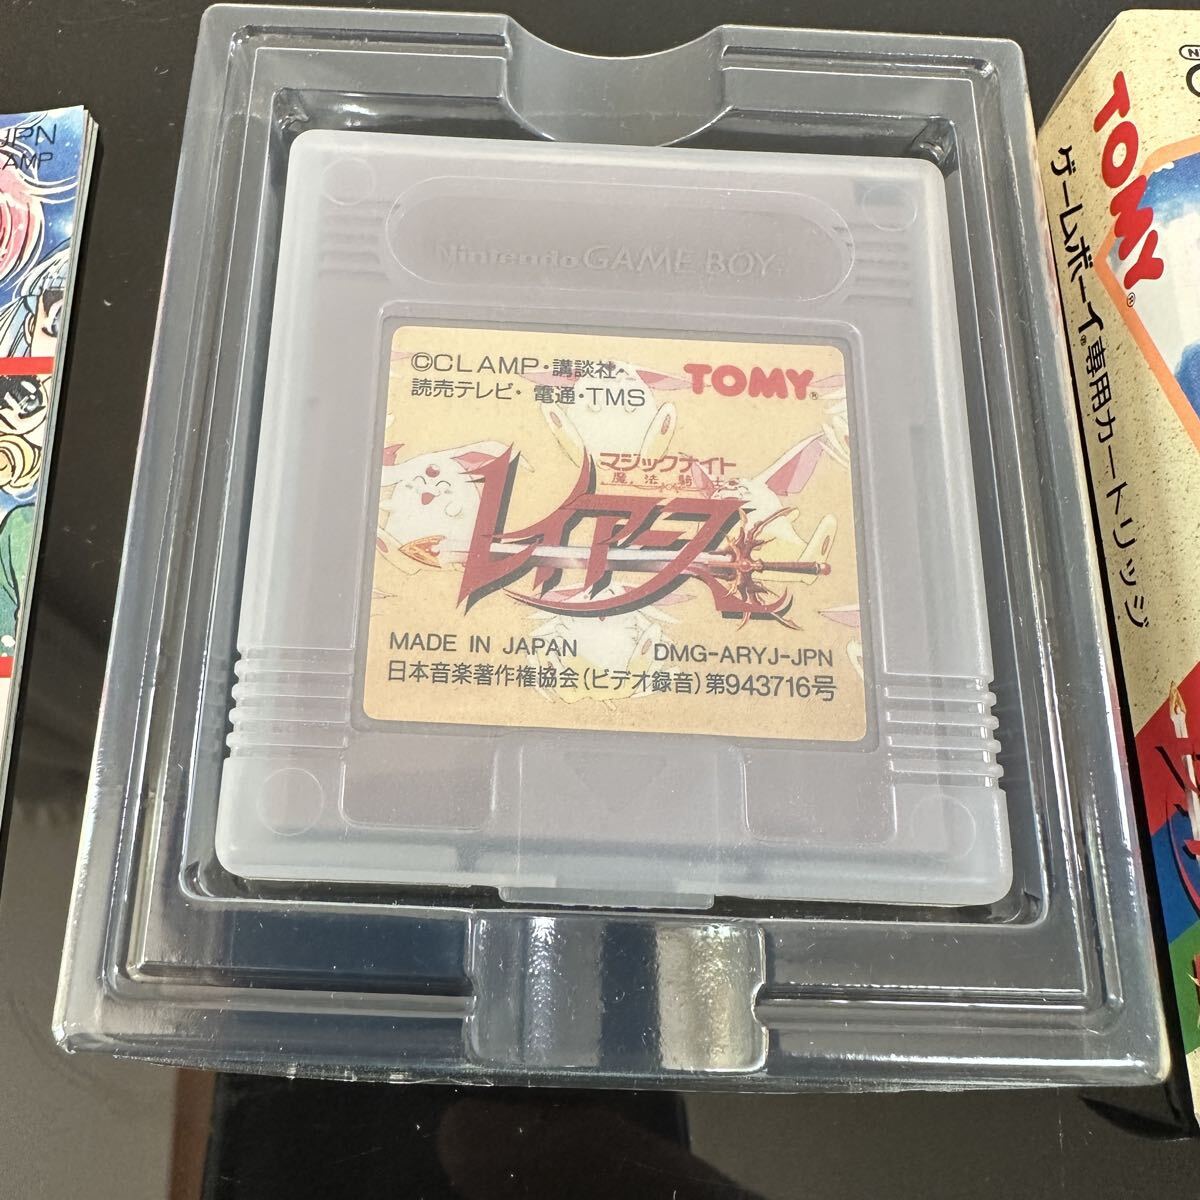 JPN
AMP
Nintendo GAME BOY
©CLAMP・講談社・
読売テレビ・電通・TMS
TOMY®
マジックナイト
魔法騎士
レイアース
MADE IN JAPAN DMG-ARYJ-JPN
日本音楽著作権協会(ビデオ録音)第943716号
TOMY®
ゲームボーイ®専用カートリッジ